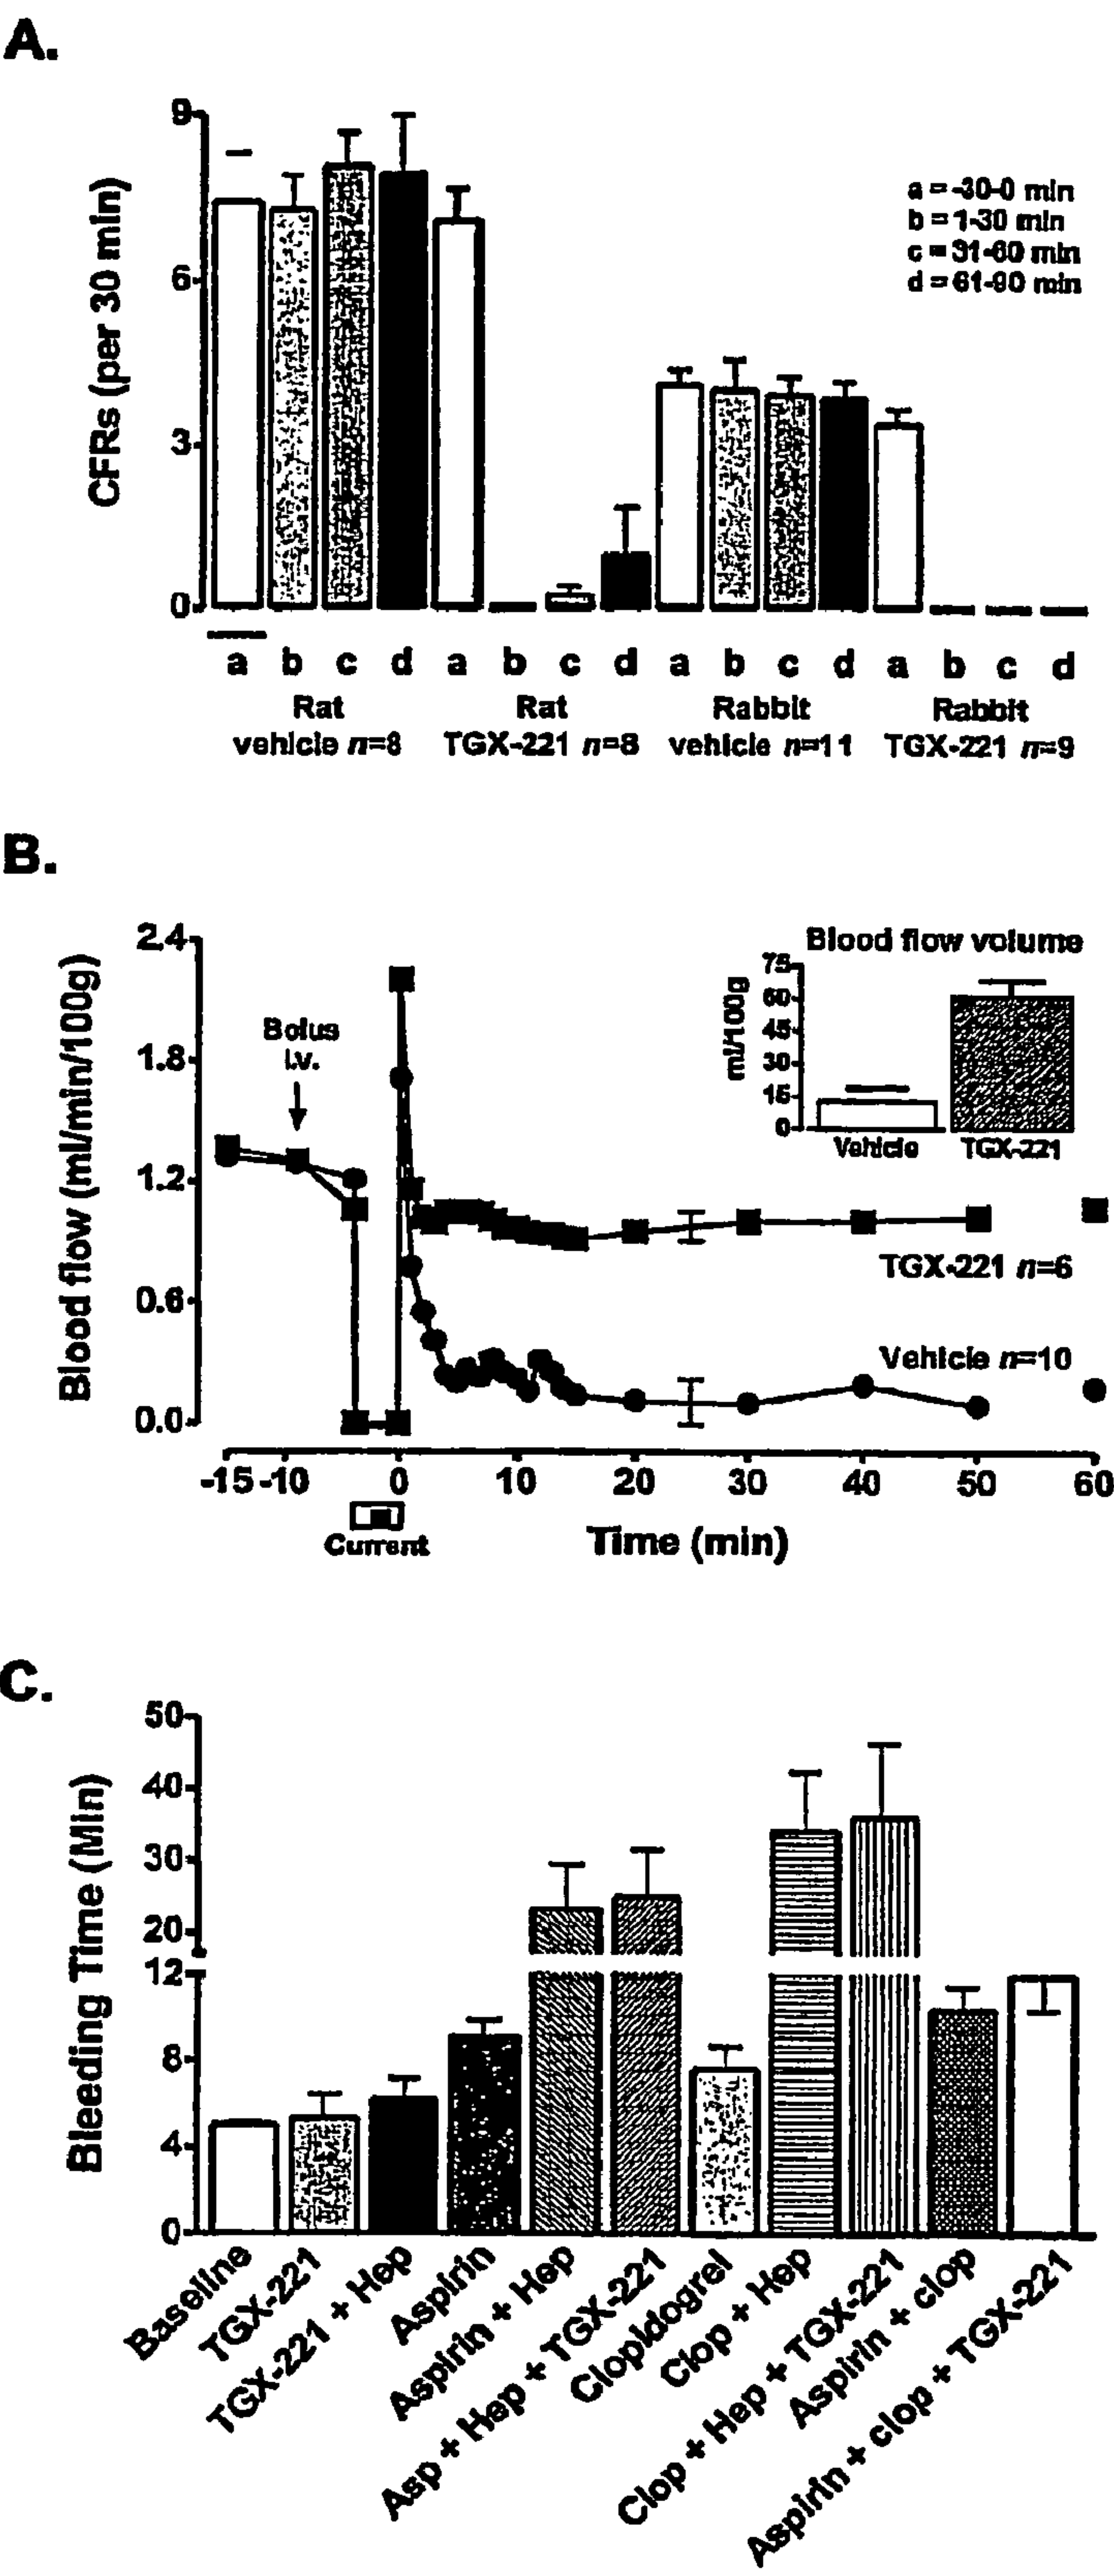 A.
9
6
3
0
CFRs (per 30 min)
a = -30-0 min
b = 1-30 min
c = 31-60 min
d = 61-90 min
a b c d a b c d a b c d a b c d
Rat Rat Rabbit Rabbit
vehicle n=8 TGX-221 n=8 vehicle n=11 TGX-221 n=9
B.
2.4
1.8
1.2
0.6
0.0
Blood flow (ml/min/100g)
Bolus
i.v.
Blood flow volume
75
60
45
30
15
0
ml/100g
Vehicle TGX-221
TGX-221 n=6
Vehicle n=10
-15 -10 0 10 20 30 40 50 60
Current
Time (min)
C.
50
40
30
20
12
8
4
0
Bleeding Time (Min)
Baseline
TGX-221
TGX-221 + Hep
Aspirin
Aspirin + Hep
Asp + Hep + TGX-221
Clopidogrel
Clop + Hep
Clop + Hep + TGX-221
Aspirin + clop
Aspirin + clop + TGX-221